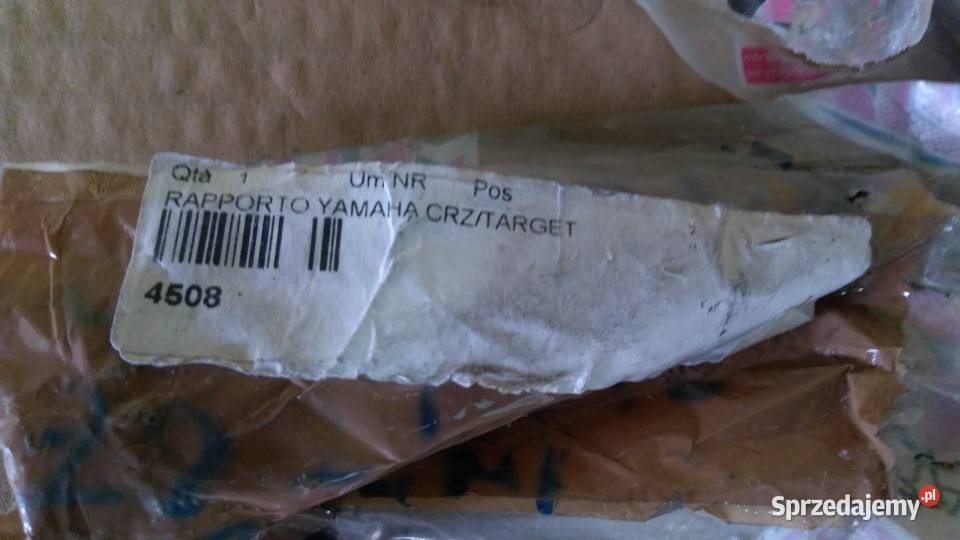 Qtà 1 Um NR Pos
RAPPORTO YAMAHA CRZ/TARGET
4508
Sprzedajemy.pl